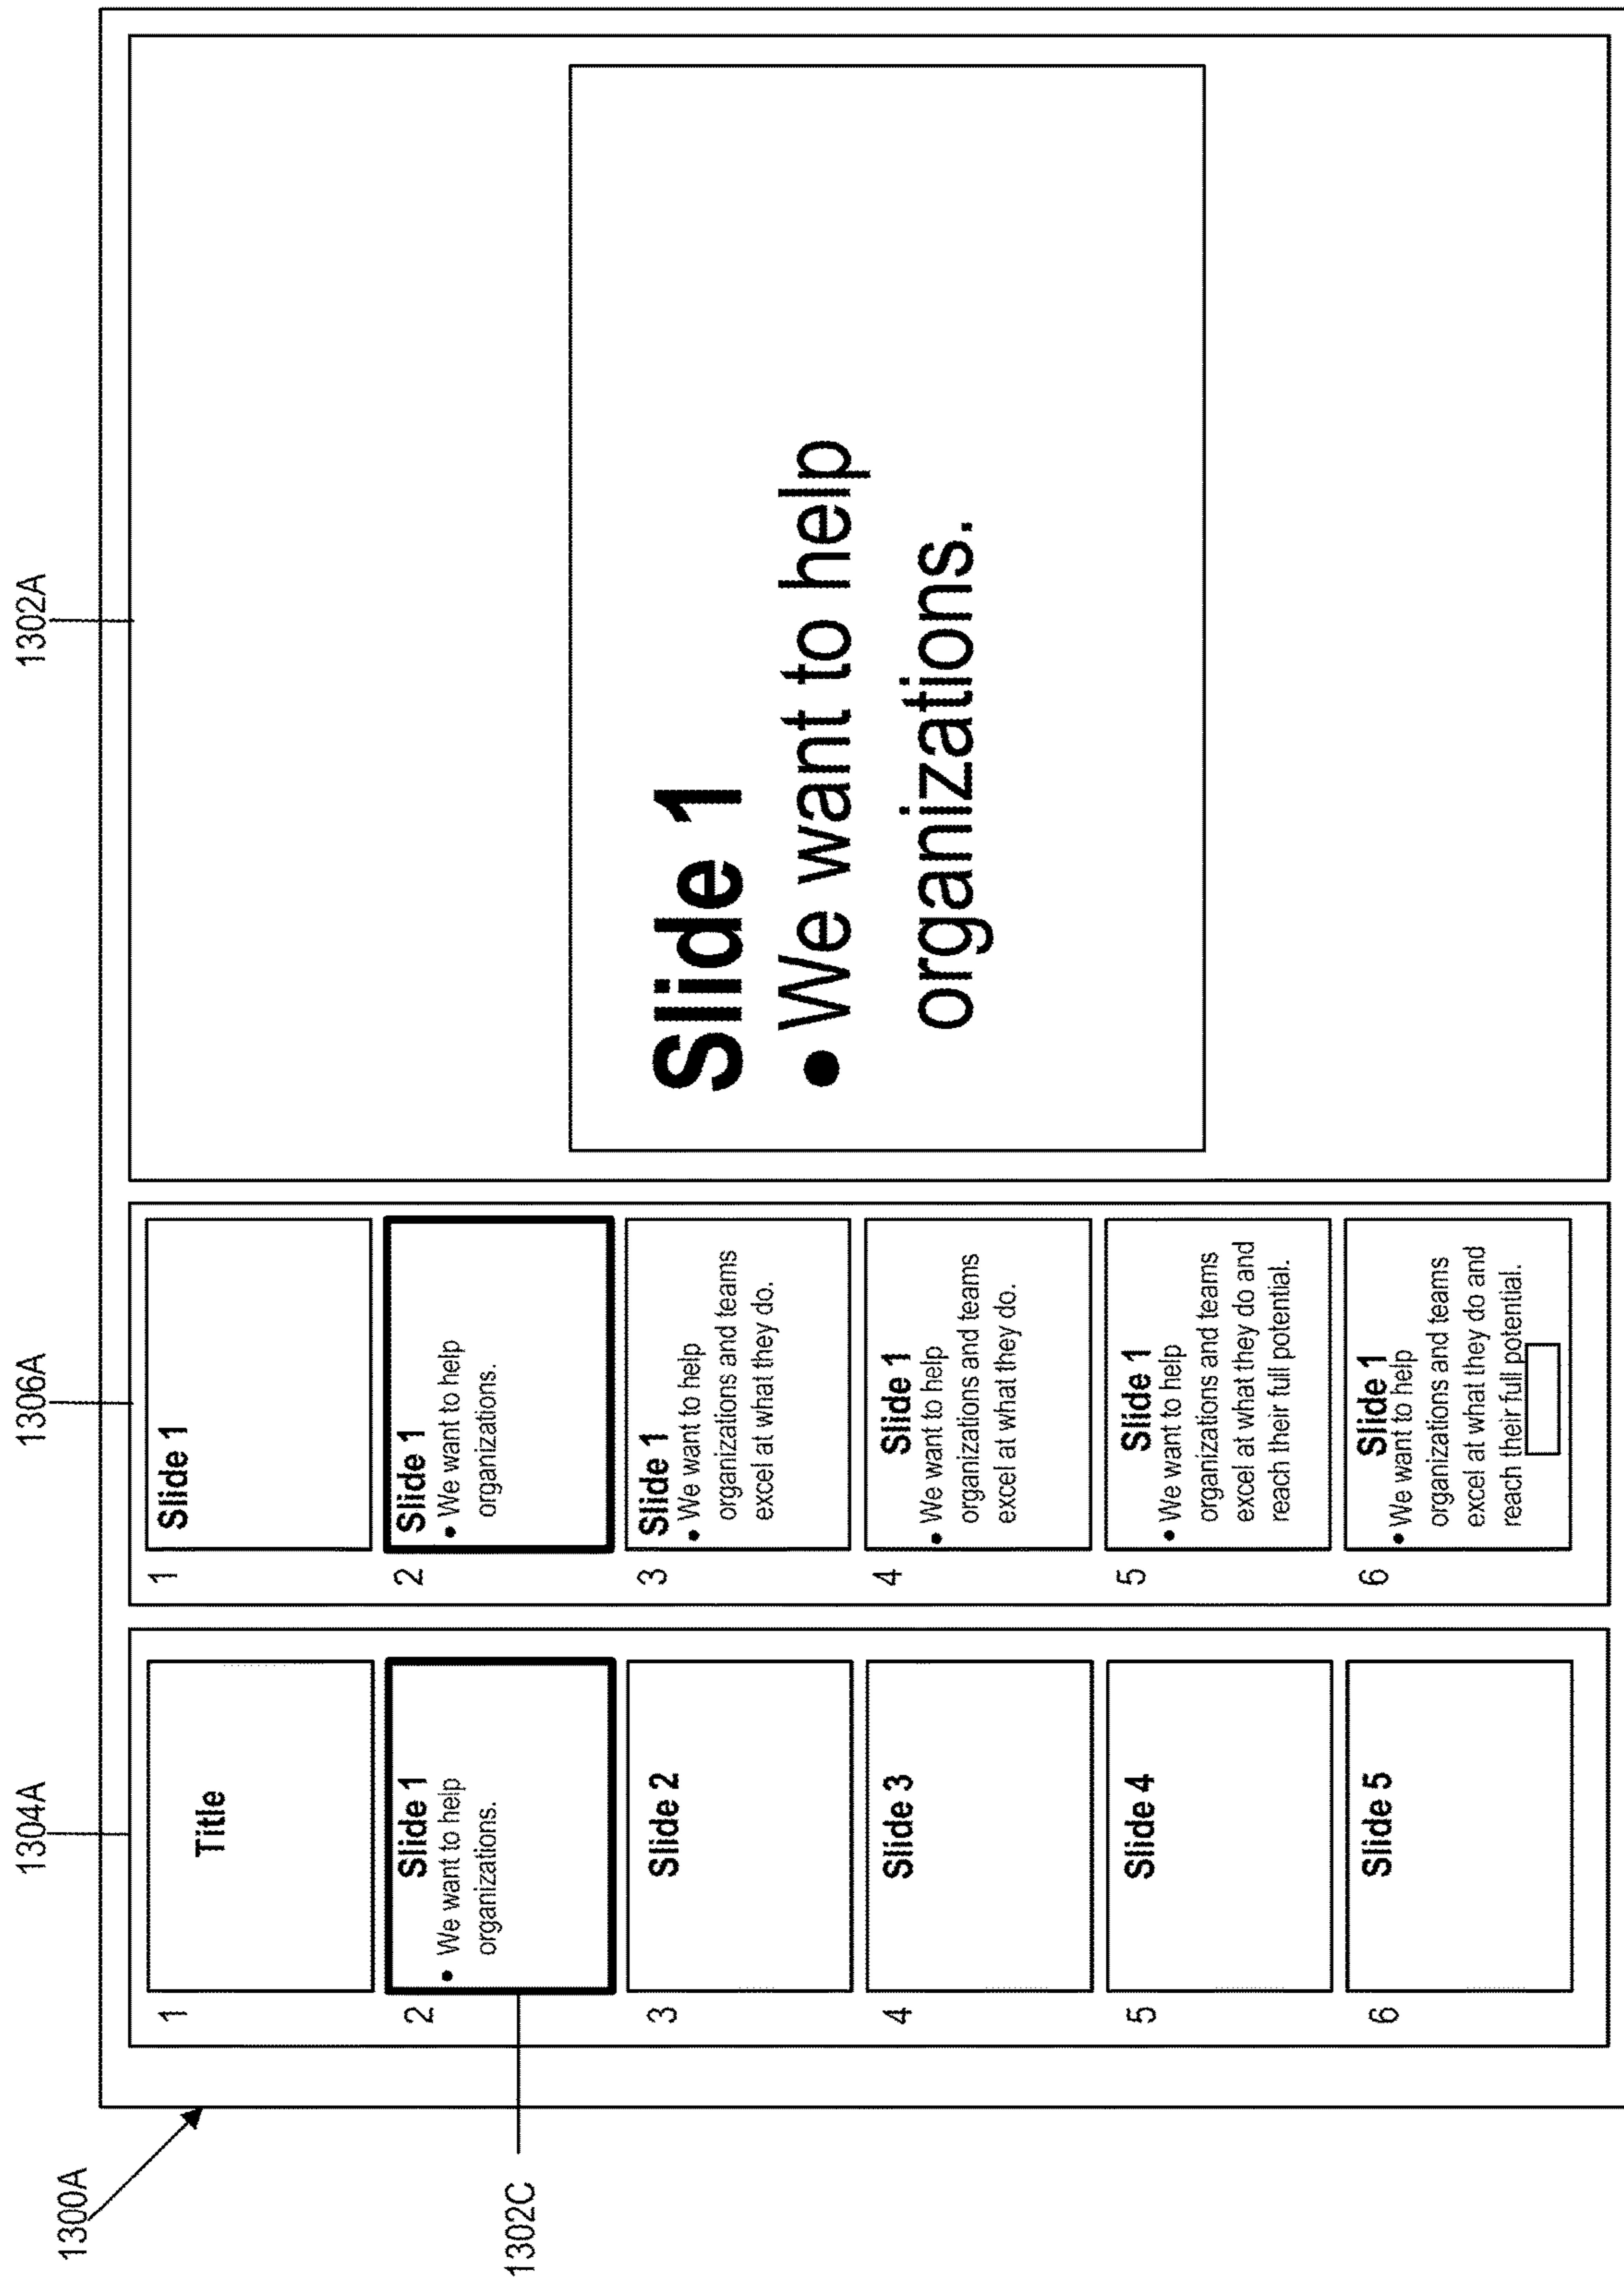 1300A
1304A
1306A
1302A
1302C
1
Title
2
Slide 1
• We want to help
organizations.
3
Slide 2
4
Slide 3
5
Slide 4
6
Slide 5
1
Slide 1
2
Slide 1
• We want to help
organizations.
3
Slide 1
• We want to help
organizations and teams
excel at what they do.
4
Slide 1
• We want to help
organizations and teams
excel at what they do.
5
Slide 1
• We want to help
organizations and teams
excel at what they do and
reach their full potential.
6
Slide 1
• We want to help
organizations and teams
excel at what they do and
reach their full potential.
Slide 1
• We want to help
organizations.